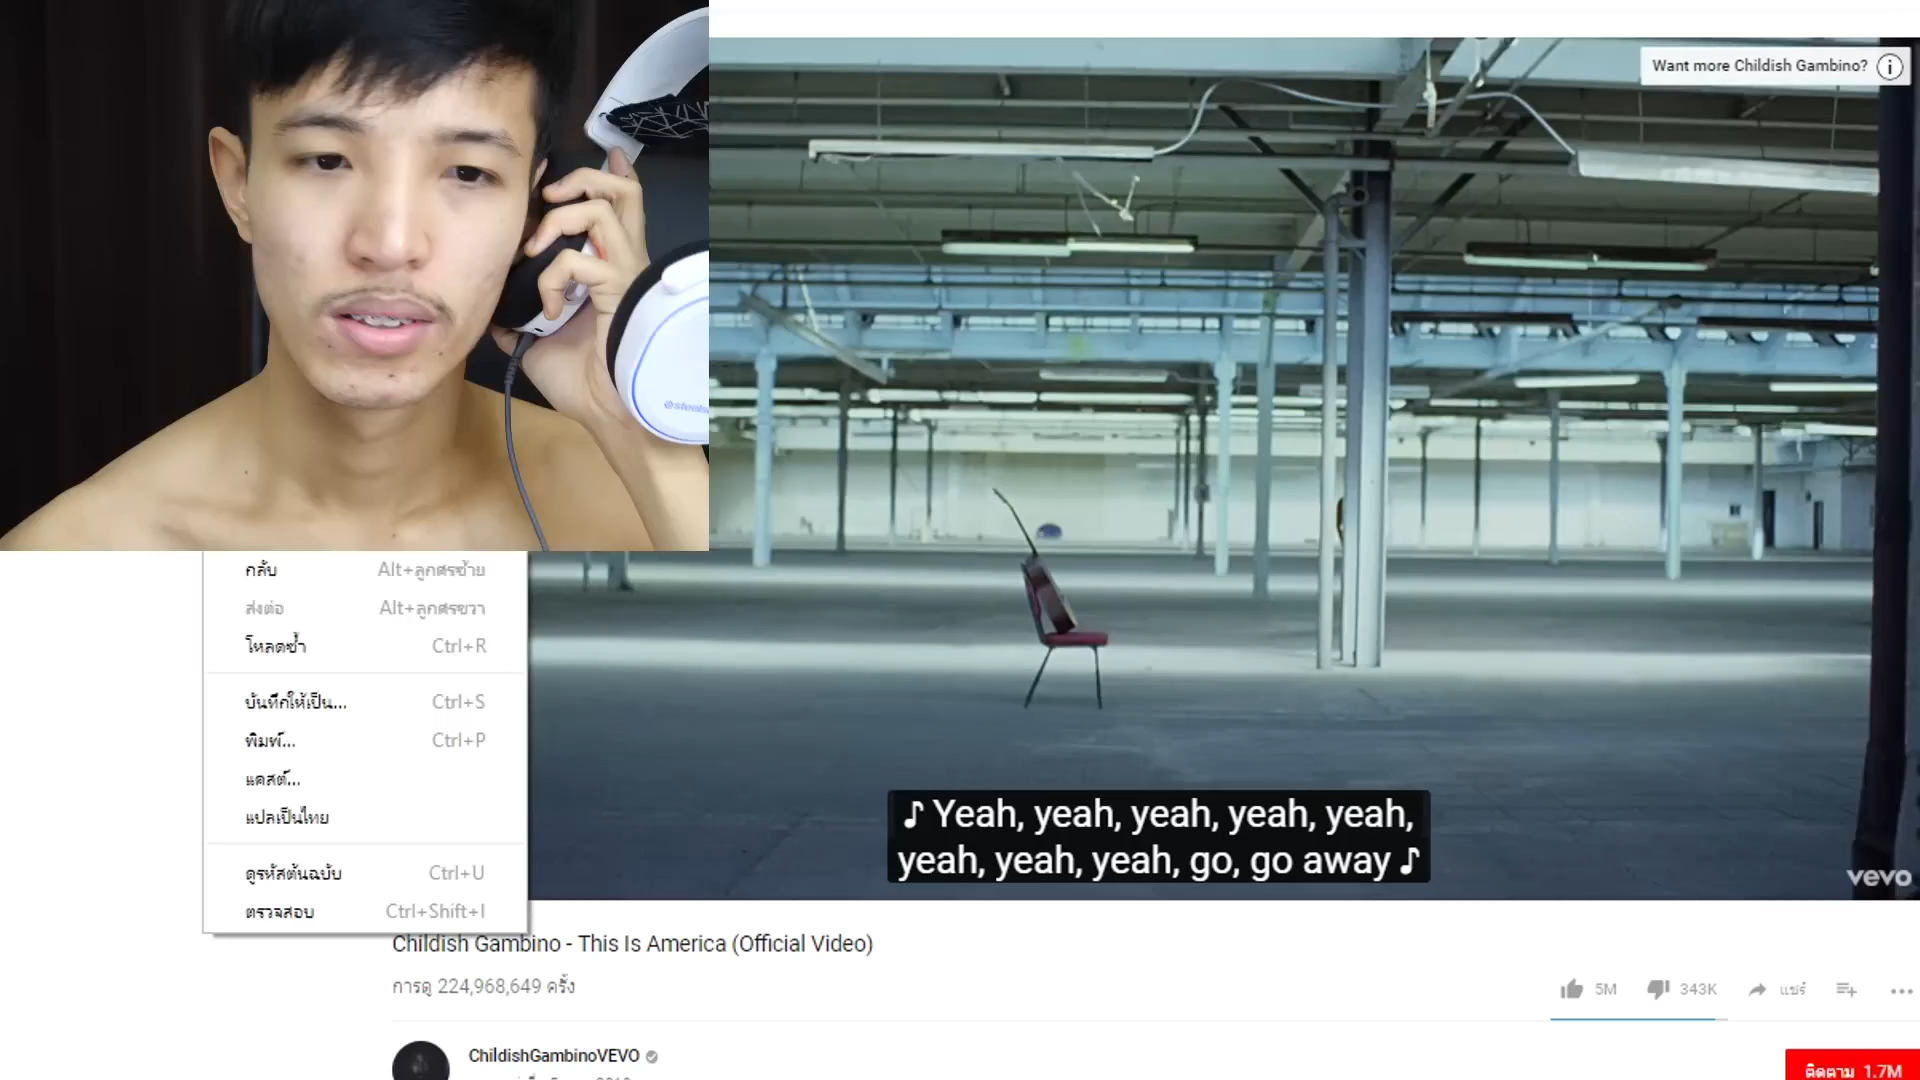 Want more Childish Gambino?
steels
กลับ Alt+ลูกศรซ้าย
ส่งต่อ Alt+ลูกศรขวา
โหลดซ้ำ Ctrl+R
บันทึกให้เป็น... Ctrl+S
พิมพ์... Ctrl+P
แคสต์...
แปลเป็นไทย
ดูรหัสต้นฉบับ Ctrl+U
ตรวจสอบ Ctrl+Shift+I
♪ Yeah, yeah, yeah, yeah, yeah,
yeah, yeah, yeah, go, go away ♪
vevo
Childish Gambino - This Is America (Official Video)
การดู 224,968,649 ครั้ง
5M 343K แชร์
ChildishGambinoVEVO
ติดตาม 1.7M